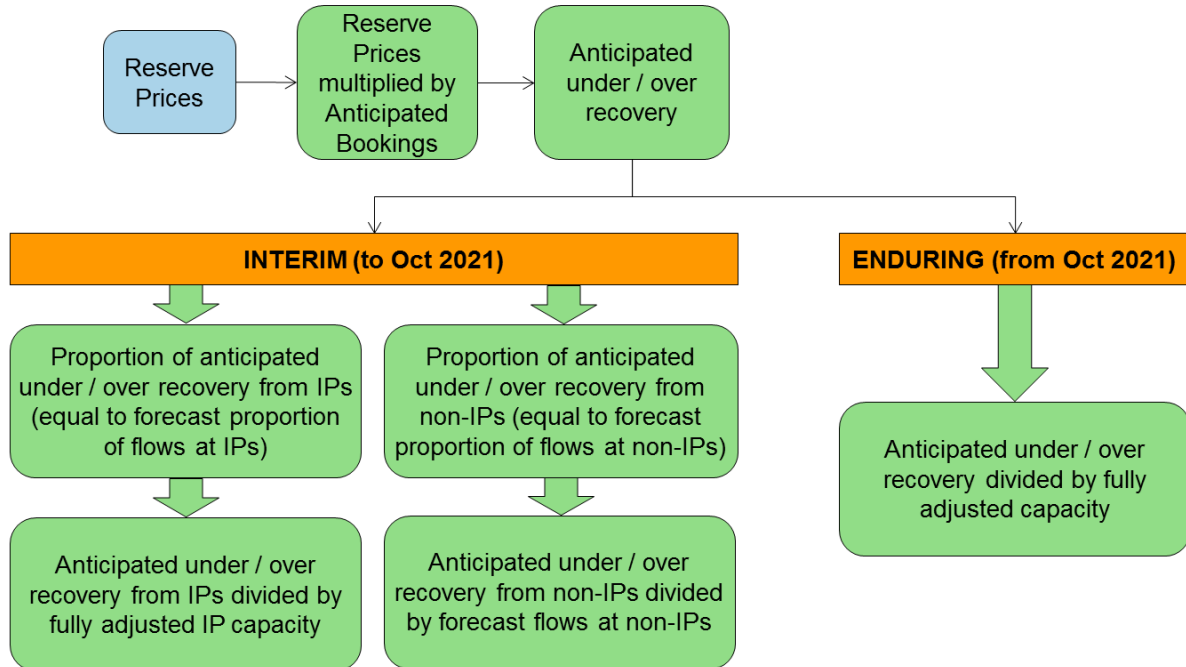 Reserve
Prices
Reserve
Prices
multiplied by
Anticipated
Bookings
Anticipated
under / over
recovery
INTERIM (to Oct 2021)
ENDURING (from Oct 2021)
Proportion of anticipated
under / over recovery from IPs
(equal to forecast proportion
of flows at IPs)
Proportion of anticipated
under / over recovery from
non-IPs (equal to forecast
proportion of flows at non-IPs)
Anticipated under / over
recovery divided by fully
adjusted capacity
Anticipated under / over
recovery from IPs divided by
fully adjusted IP capacity
Anticipated under / over
recovery from non-IPs divided
by forecast flows at non-IPs